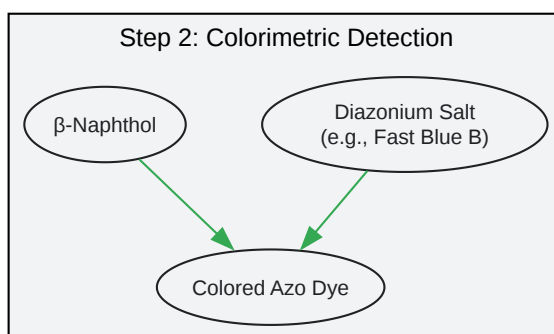 Step 2: Colorimetric Detection
β-Naphthol
Diazonium Salt
(e.g., Fast Blue B)
Colored Azo Dye